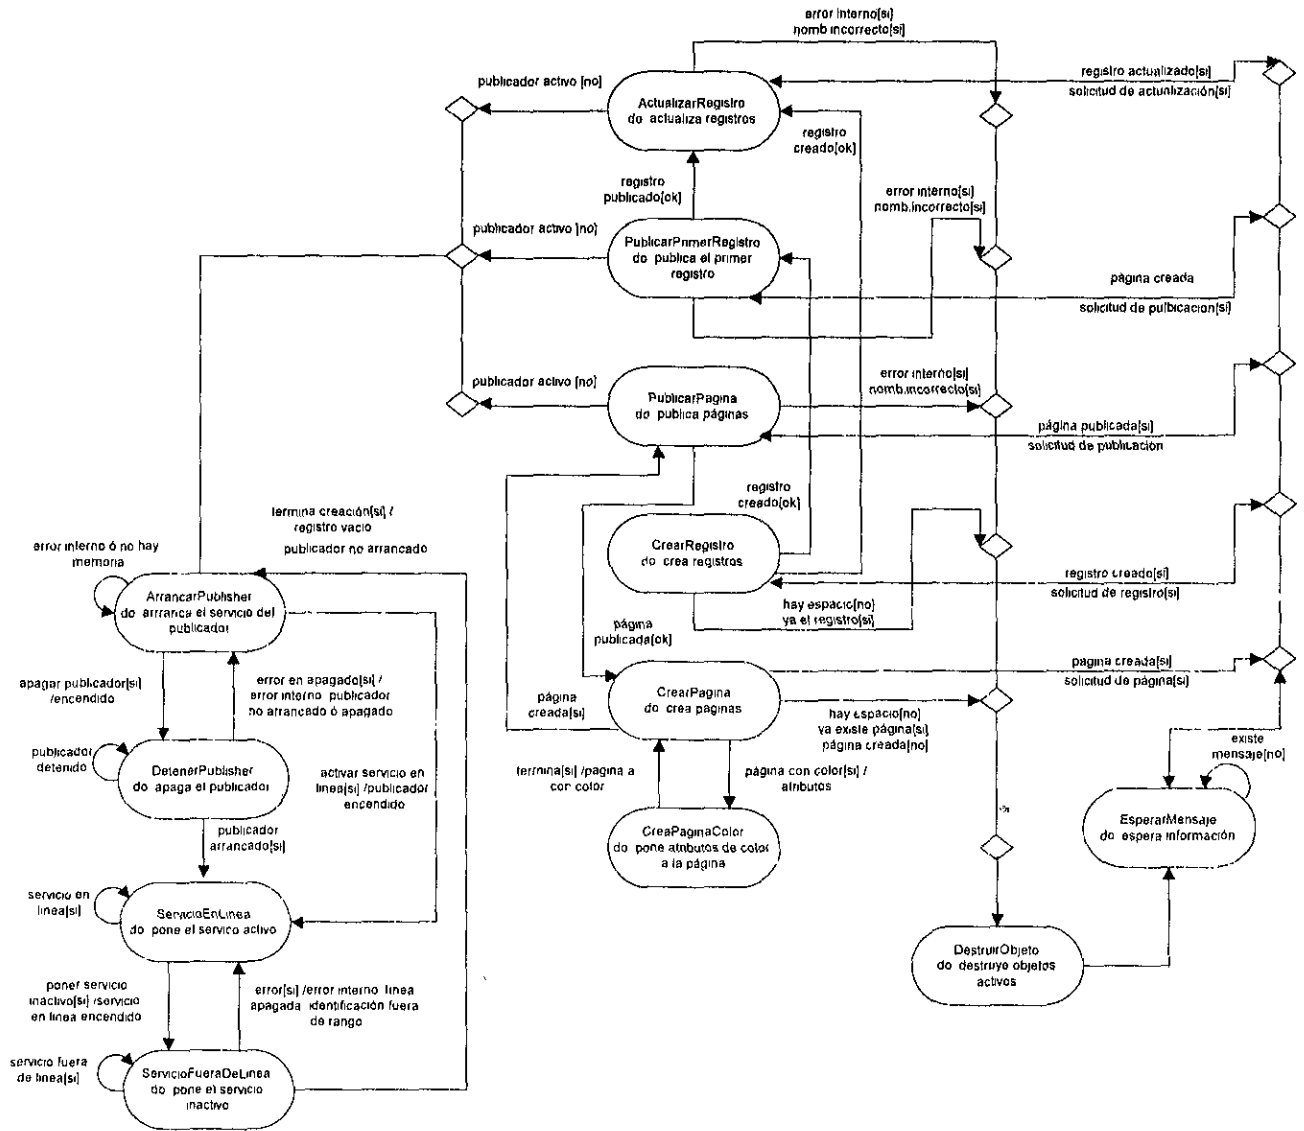 error interno[si]
nomb.incorrecto[si]
publicador activo [no]
ActualizarRegistro
do actualiza registros
registro actualizado[si]
solicitud de actualización[si]
registro
creado[ok]
registro
publicado[ok]
error interno[si]
nomb.incorrecto[si]
publicador activo [no]
PublicarPrimerRegistro
do publica el primer
registro
página creada
solicitud de pulbicacion[si]
publicador activo [no]
PublicarPagina
do publica páginas
error interno[si]
nomb.incorrecto[si]
página publicada[si]
solicitud de publicación
registro
creado[ok]
termina creación[si] /
registro vacio
publicador no arrancado
error interno ó no hay
memoria
CrearRegistro
do crea registros
registro creado[si]
solicitud de registro[si]
hay espacio[no]
ya el registro[si]
ArrancarPublisher
do arrranca el servicio del
publicador
página
publicada[ok]
pagina creada[si]
solicitud de página[si]
apagar publicador[si]
/encendido
error en apagado[si] /
error interno publicador
no arrancado ó apagado
página
creada[si]
CrearPagina
do crea paginas
hay espacio[no]
ya existe página[si]
página creada[no]
existe
mensaje[no]
publicador
detenido
DetenerPublisher
do apaga el publicador
activar servicio en
linea[si] /publicador
encendido
termina[si] /pagina a
con color
página con color[si] /
atributos
EsperarMensaje
do espera información
publicador
arrancado[si]
CreaPaginaColor
do pone atributos de color
a la página
servicio en
linea[si]
ServicioEnLinea
do pone el servico activo
DestruirObjeto
do destruye objetos
activos
poner servicio
inactivo[si] /servicio
en linea encendido
error[si] /error interno linea
apagada identificación fuera
de rango
servicio fuera
de linea[si]
ServicioFueraDeLinea
do pone el servicio
inactivo